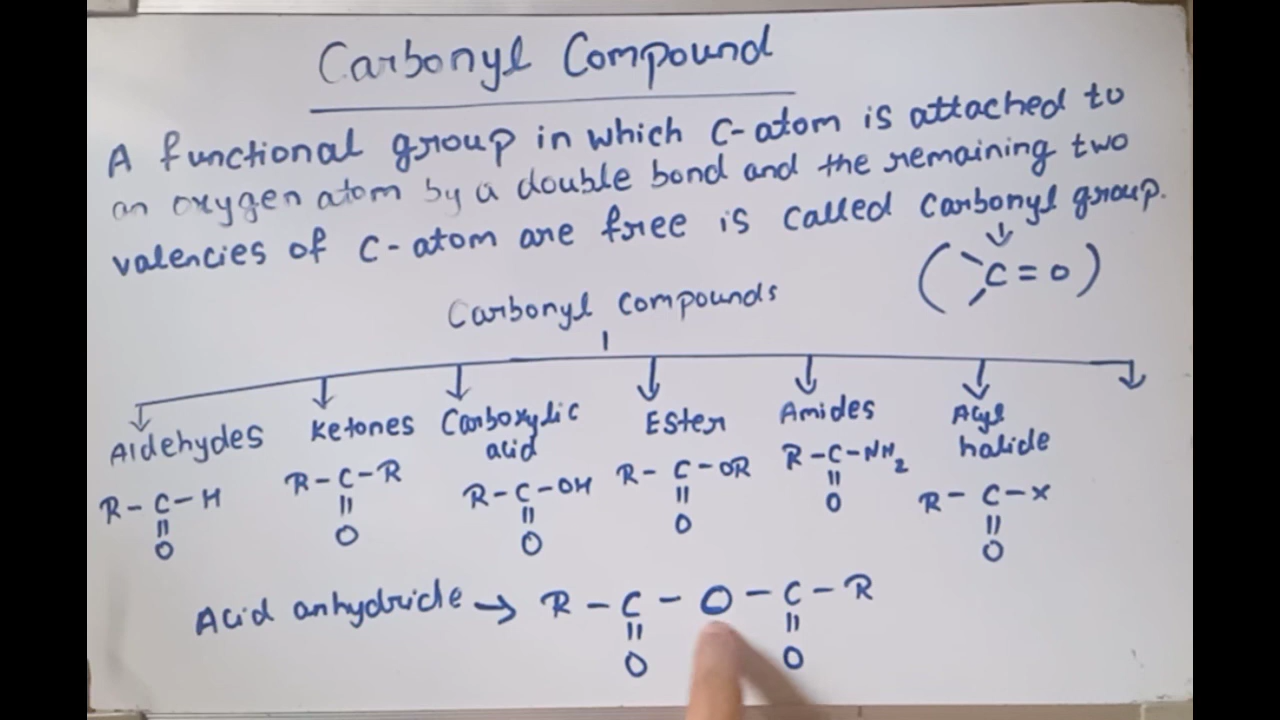 Carbonyl Compound
A functional group in which C-atom is attached to
an oxygen atom by a double bond and the remaining two
valencies of C-atom are free is called carbonyl group.
(>C=O)
Carbonyl compounds
Aldehydes Ketones Carboxylic acid Ester Amides Acyl halide
R-C-H R-C-R R-C-OH R-C-OR R-C-NH2 R-C-X
|| || || || || ||
O O O O O O
Acid anhydride → R-C-O-C-R
|| ||
O O